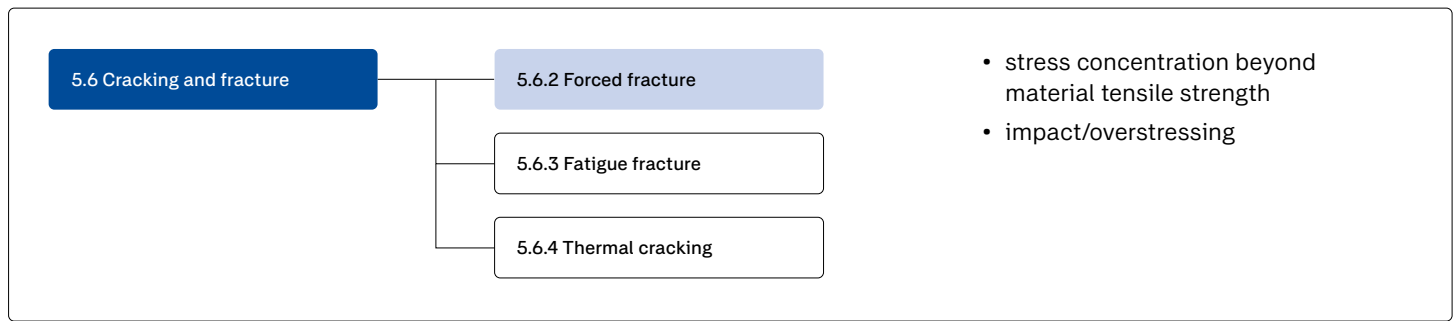 5.6 Cracking and fracture
5.6.2 Forced fracture
5.6.3 Fatigue fracture
5.6.4 Thermal cracking
• stress concentration beyond
material tensile strength
• impact/overstressing